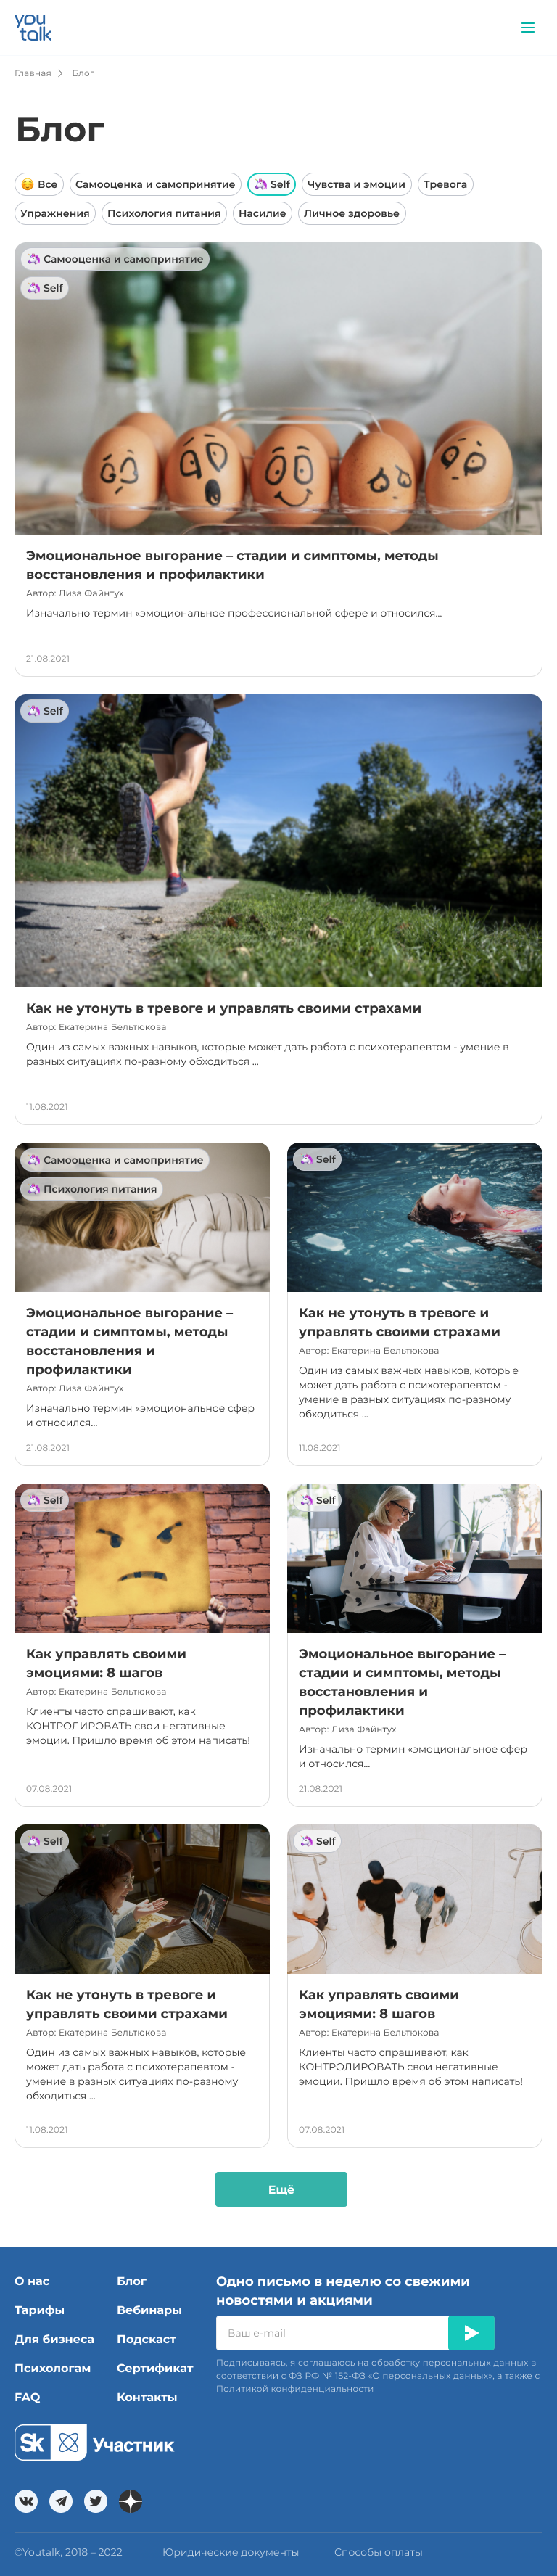 you
talk
Главная
Блог
Блог
Все
Самооценка и самопринятие
Self
Чувства и эмоции
Тревога
Упражнения
Психология питания
Насилие
Личное здоровье
Самооценка и самопринятие
Self
Эмоциональное выгорание – стадии и симптомы, методы
восстановления и профилактики
Автор: Лиза Файнтух
Изначально термин «эмоциональное профессиональной сфере и относился...
21.08.2021
Self
Как не утонуть в тревоге и управлять своими страхами
Автор: Екатерина Бельтюкова
Один из самых важных навыков, которые может дать работа с психотерапевтом - умение в
разных ситуациях по-разному обходиться ...
11.08.2021
Самооценка и самопринятие
Психология питания
Эмоциональное выгорание –
стадии и симптомы, методы
восстановления и
профилактики
Автор: Лиза Файнтух
Изначально термин «эмоциональное сфер
и относился...
21.08.2021
Self
Как не утонуть в тревоге и
управлять своими страхами
Автор: Екатерина Бельтюкова
Один из самых важных навыков, которые
может дать работа с психотерапевтом -
умение в разных ситуациях по-разному
обходиться ...
11.08.2021
Self
Как управлять своими
эмоциями: 8 шагов
Автор: Екатерина Бельтюкова
Клиенты часто спрашивают, как
КОНТРОЛИРОВАТЬ свои негативные
эмоции. Пришло время об этом написать!
07.08.2021
Self
Эмоциональное выгорание –
стадии и симптомы, методы
восстановления и
профилактики
Автор: Лиза Файнтух
Изначально термин «эмоциональное сфер
и относился...
21.08.2021
Self
Как не утонуть в тревоге и
управлять своими страхами
Автор: Екатерина Бельтюкова
Один из самых важных навыков, которые
может дать работа с психотерапевтом -
умение в разных ситуациях по-разному
обходиться ...
11.08.2021
Self
Как управлять своими
эмоциями: 8 шагов
Автор: Екатерина Бельтюкова
Клиенты часто спрашивают, как
КОНТРОЛИРОВАТЬ свои негативные
эмоции. Пришло время об этом написать!
07.08.2021
Ещё
О нас
Тарифы
Для бизнеса
Психологам
FAQ
Блог
Вебинары
Подскаст
Сертификат
Контакты
Одно письмо в неделю со свежими
новостями и акциями
Ваш e-mail
Подписываясь, я соглашаюсь на обработку персональных данных в
соответствии с ФЗ РФ № 152-ФЗ «О персональных данных», а также с
Политикой конфиденциальности
Sk Участник
©Youtalk, 2018 – 2022
Юридические документы
Способы оплаты